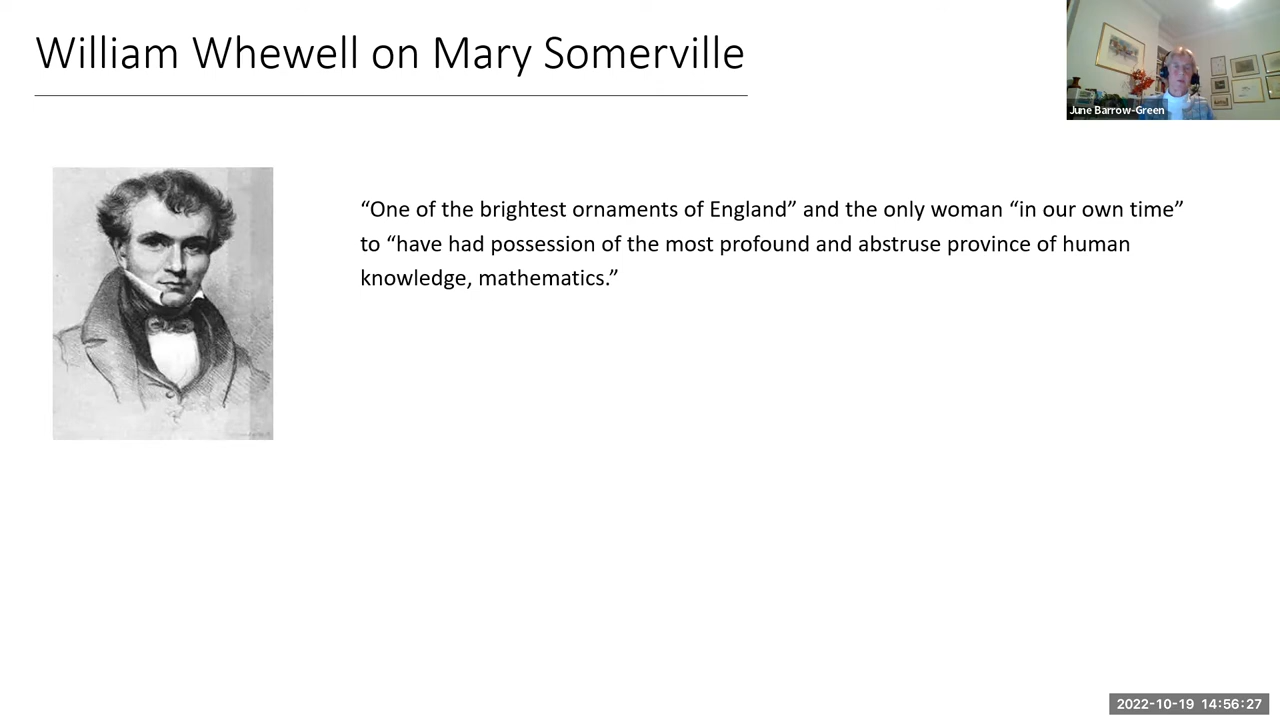 William Whewell on Mary Somerville
June Barrow-Green
“One of the brightest ornaments of England” and the only woman “in our own time”
to “have had possession of the most profound and abstruse province of human
knowledge, mathematics.”
2022-10-19 14:56:27